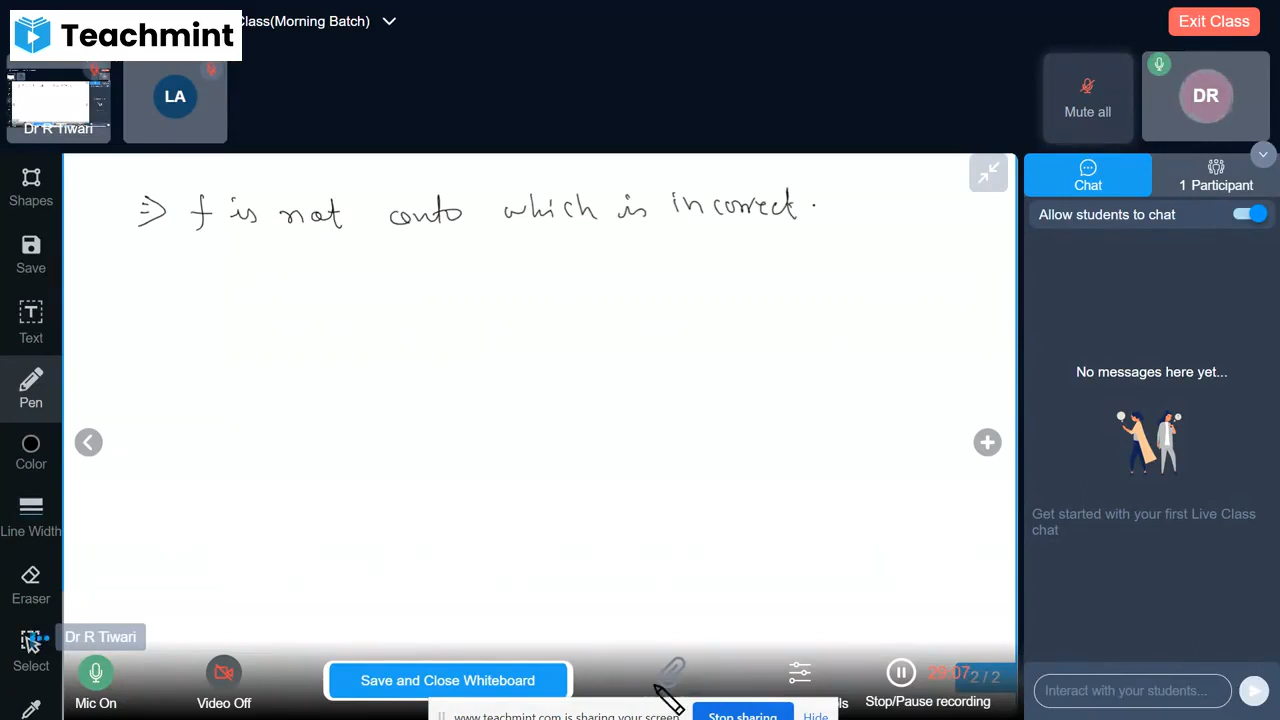 Class(Morning Batch)
Exit Class
Teachmint
LA
DR
Mute all
Dr R Tiwari
Chat
1 Participant
Allow students to chat
Shapes
Save
Text
Pen
Color
Line Width
Eraser
Select
⇒ f is not onto which is incorrect.
No messages here yet...
Get started with your first Live Class
chat
Dr R Tiwari
Mic On
Video Off
Save and Close Whiteboard
Stop/Pause recording
2 / 2
Interact with your students...
www.teachmint.com is sharing your screen.
Stop sharing
Hide